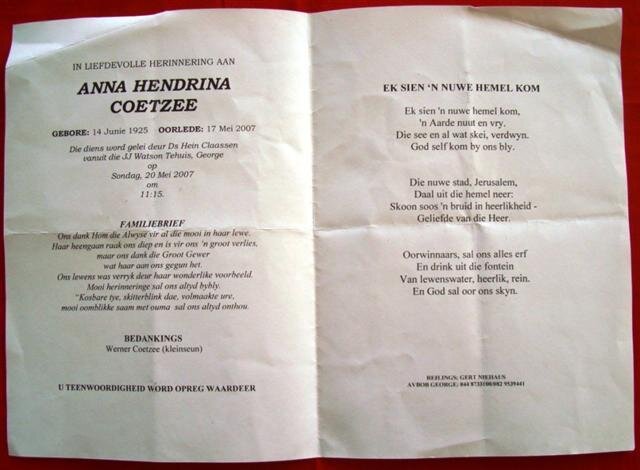 IN LIEFDEVOLLE HERINNERING AAN
ANNA HENDRINA
COETZEE
GEBORE: 14 Junie 1925 OORLEDE: 17 Mei 2007
Die diens word gelei deur Ds Hein Claassen
vanuit die JJ Watson Tehuis, George
op
Sondag, 20 Mei 2007
om
11:15.
FAMILIEBRIEF
Ons dank Hom die Alwyse vir al die mooi in haar lewe.
Haar heengaan raak ons diep en is vir ons 'n groot verlies,
maar ons dank die Groot Gewer
wat haar aan ons gegun het.
Ons lewens was verryk deur haar wonderlike voorbeeld.
Mooi herinneringe sal ons altyd bybly.
"Kosbare tye, skitterblink dae, volmaakte ure,
mooi oomblikke saam met ouma sal ons altyd onthou.
BEDANKINGS
Werner Coetzee (kleinseun)
U TEENWOORDIGHEID WORD OPREG WAARDEER
EK SIEN 'N NUWE HEMEL KOM
Ek sien 'n nuwe hemel kom,
'n Aarde nuut en vry.
Die see en al wat skei, verdwyn.
God self kom by ons bly.
Die nuwe stad, Jerusalem,
Daal uit die hemel neer:
Skoon soos 'n bruid in heerlikheid -
Geliefde van die Heer.
Oorwinnaars, sal ons alles erf
En drink uit die fontein
Van lewenswater, heerlik, rein.
En God sal oor ons skyn.
REËLINGS: GERT NIEHAUS
AVBOB GEORGE: 044 8733100/082 9539441